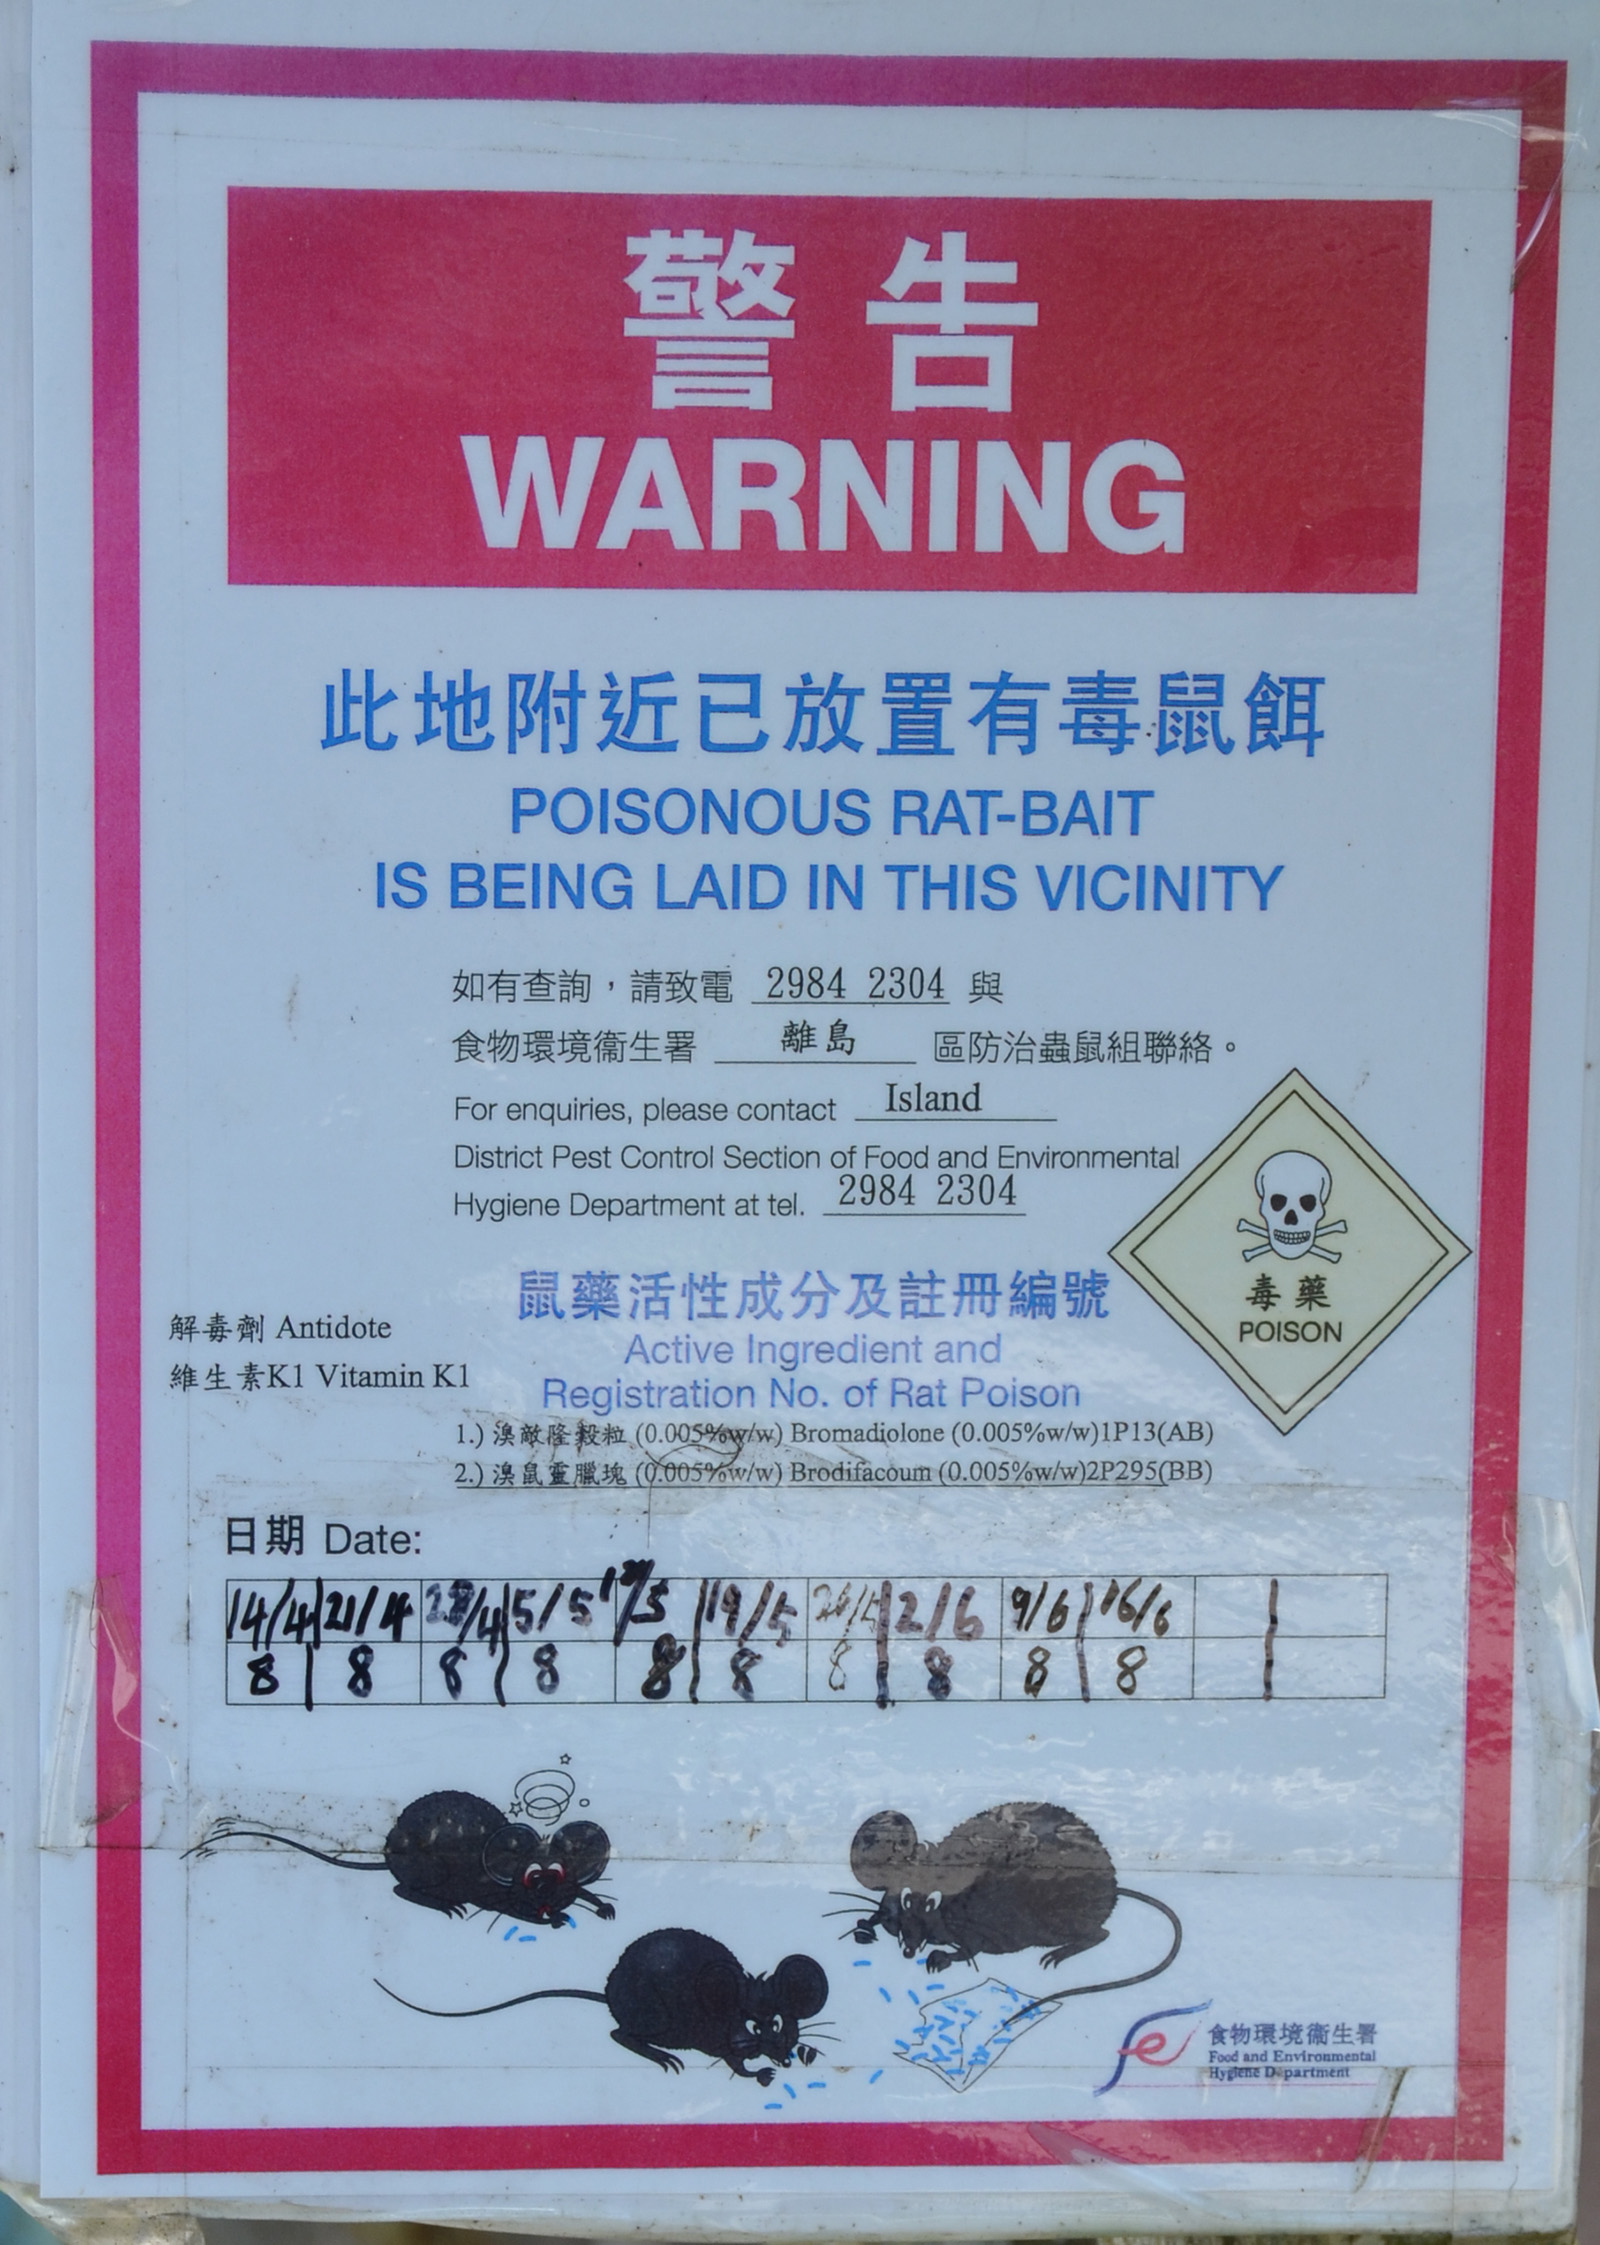 警告
WARNING
此地附近已放置有毒鼠餌
POISONOUS RAT-BAIT
IS BEING LAID IN THIS VICINITY
如有查詢，請致電 2984 2304 與
食物環境衞生署 離島 區防治蟲鼠組聯絡。
For enquiries, please contact Island
District Pest Control Section of Food and Environmental
Hygiene Department at tel. 2984 2304
毒藥
POISON
解毒劑 Antidote
維生素K1 Vitamin K1
鼠藥活性成分及註冊編號
Active Ingredient and
Registration No. of Rat Poison
1.) 溴敵隆穀粒 (0.005%w/w) Bromadiolone (0.005%w/w)1P13(AB)
2.) 溴鼠靈臘塊 (0.005%w/w) Brodifacoum (0.005%w/w)2P295(BB)
日期 Date:
14/4 21/4 28/4 5/5 12/5 19/5 26/5 2/6 9/6 16/6
8 8 8 8 8 8 8 8 8 8
食物環境衞生署
Food and Environmental
Hygiene Department